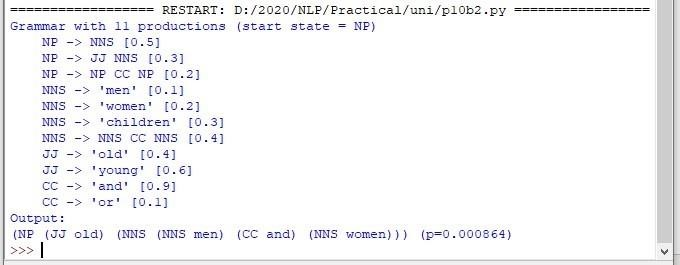 ================= RESTART: D:/2020/NLP/Practical/uni/p10b2.py =================
Grammar with 11 productions (start state = NP)
    NP -> NNS [0.5]
    NP -> JJ NNS [0.3]
    NP -> NP CC NP [0.2]
    NNS -> 'men' [0.1]
    NNS -> 'women' [0.2]
    NNS -> 'children' [0.3]
    NNS -> NNS CC NNS [0.4]
    JJ -> 'old' [0.4]
    JJ -> 'young' [0.6]
    CC -> 'and' [0.9]
    CC -> 'or' [0.1]
Output:
(NP (JJ old) (NNS (NNS men) (CC and) (NNS women))) (p=0.000864)
>>>